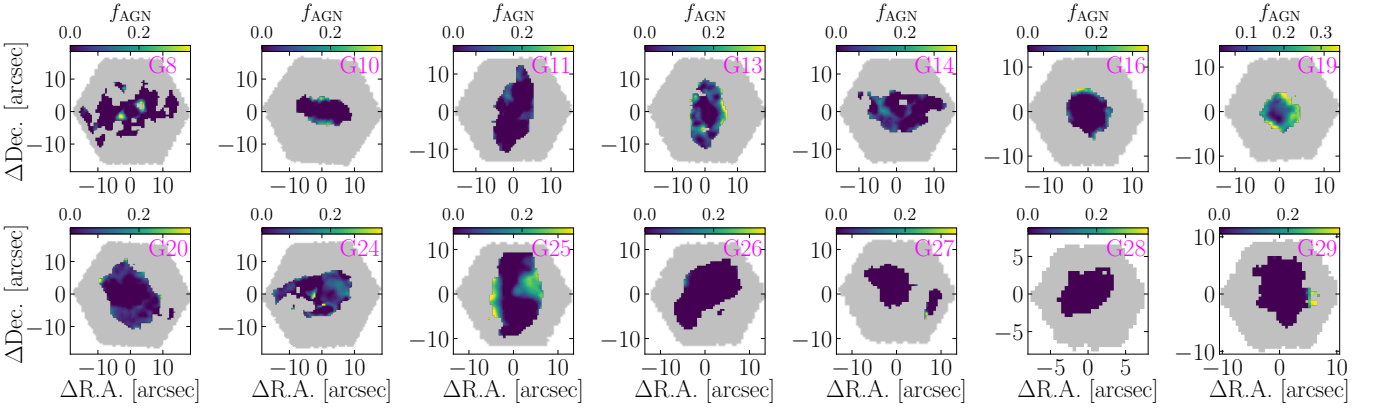 f_AGN f_AGN f_AGN f_AGN f_AGN f_AGN f_AGN
0.0 0.2 0.0 0.2 0.0 0.2 0.0 0.2 0.0 0.2 0.0 0.2 0.1 0.2 0.3
G8 G10 G11 G13 G14 G16 G19
10 10 10 10 10 10 10
ΔDec. [arcsec]
0 0 0 0 0 0 0
−10 −10 −10 −10 −10 −10 −10
−10 0 10 −10 0 10 −10 0 10 −10 0 10 −10 0 10 −10 0 10 −10 0 10
0.0 0.2 0.0 0.2 0.0 0.2 0.0 0.2 0.0 0.2 0.0 0.2 0.0 0.2
G20 G24 G25 G26 G27 G28 G29
10 10 10 10 10 5 10
ΔDec. [arcsec]
0 0 0 0 0 0 0
−10 −10 −10 −10 −10 −5 −10
−10 0 10 −10 0 10 −10 0 10 −10 0 10 −10 0 10 −5 0 5 −10 0 10
ΔR.A. [arcsec] ΔR.A. [arcsec] ΔR.A. [arcsec] ΔR.A. [arcsec] ΔR.A. [arcsec] ΔR.A. [arcsec] ΔR.A. [arcsec]